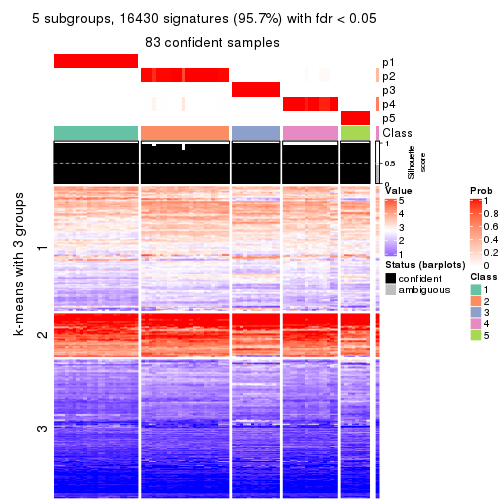 5 subgroups, 16430 signatures (95.7%) with fdr < 0.05
83 confident samples
p1
p2
p3
p4
p5
Class
1
0.5
0
Silhouette
score
k-means with 3 groups
1
2
3
Value
5
4
3
2
1
Status (barplots)
confident
ambiguous
Prob
1
0.8
0.6
0.4
0.2
0
Class
1
2
3
4
5